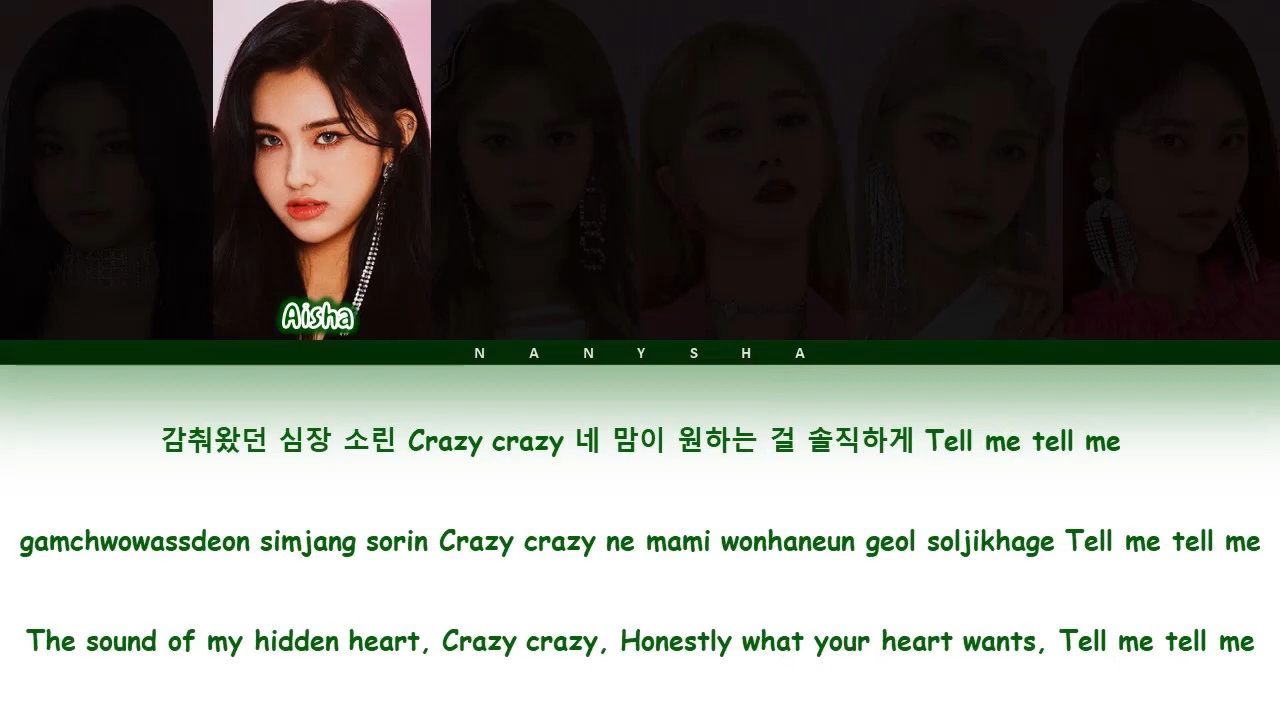 Aisha
N A N Y S H A
감춰왔던 심장 소린 Crazy crazy 네 맘이 원하는 걸 솔직하게 Tell me tell me
gamchwowassdeon simjang sorin Crazy crazy ne mami wonhaneun geol soljikhage Tell me tell me
The sound of my hidden heart, Crazy crazy, Honestly what your heart wants, Tell me tell me